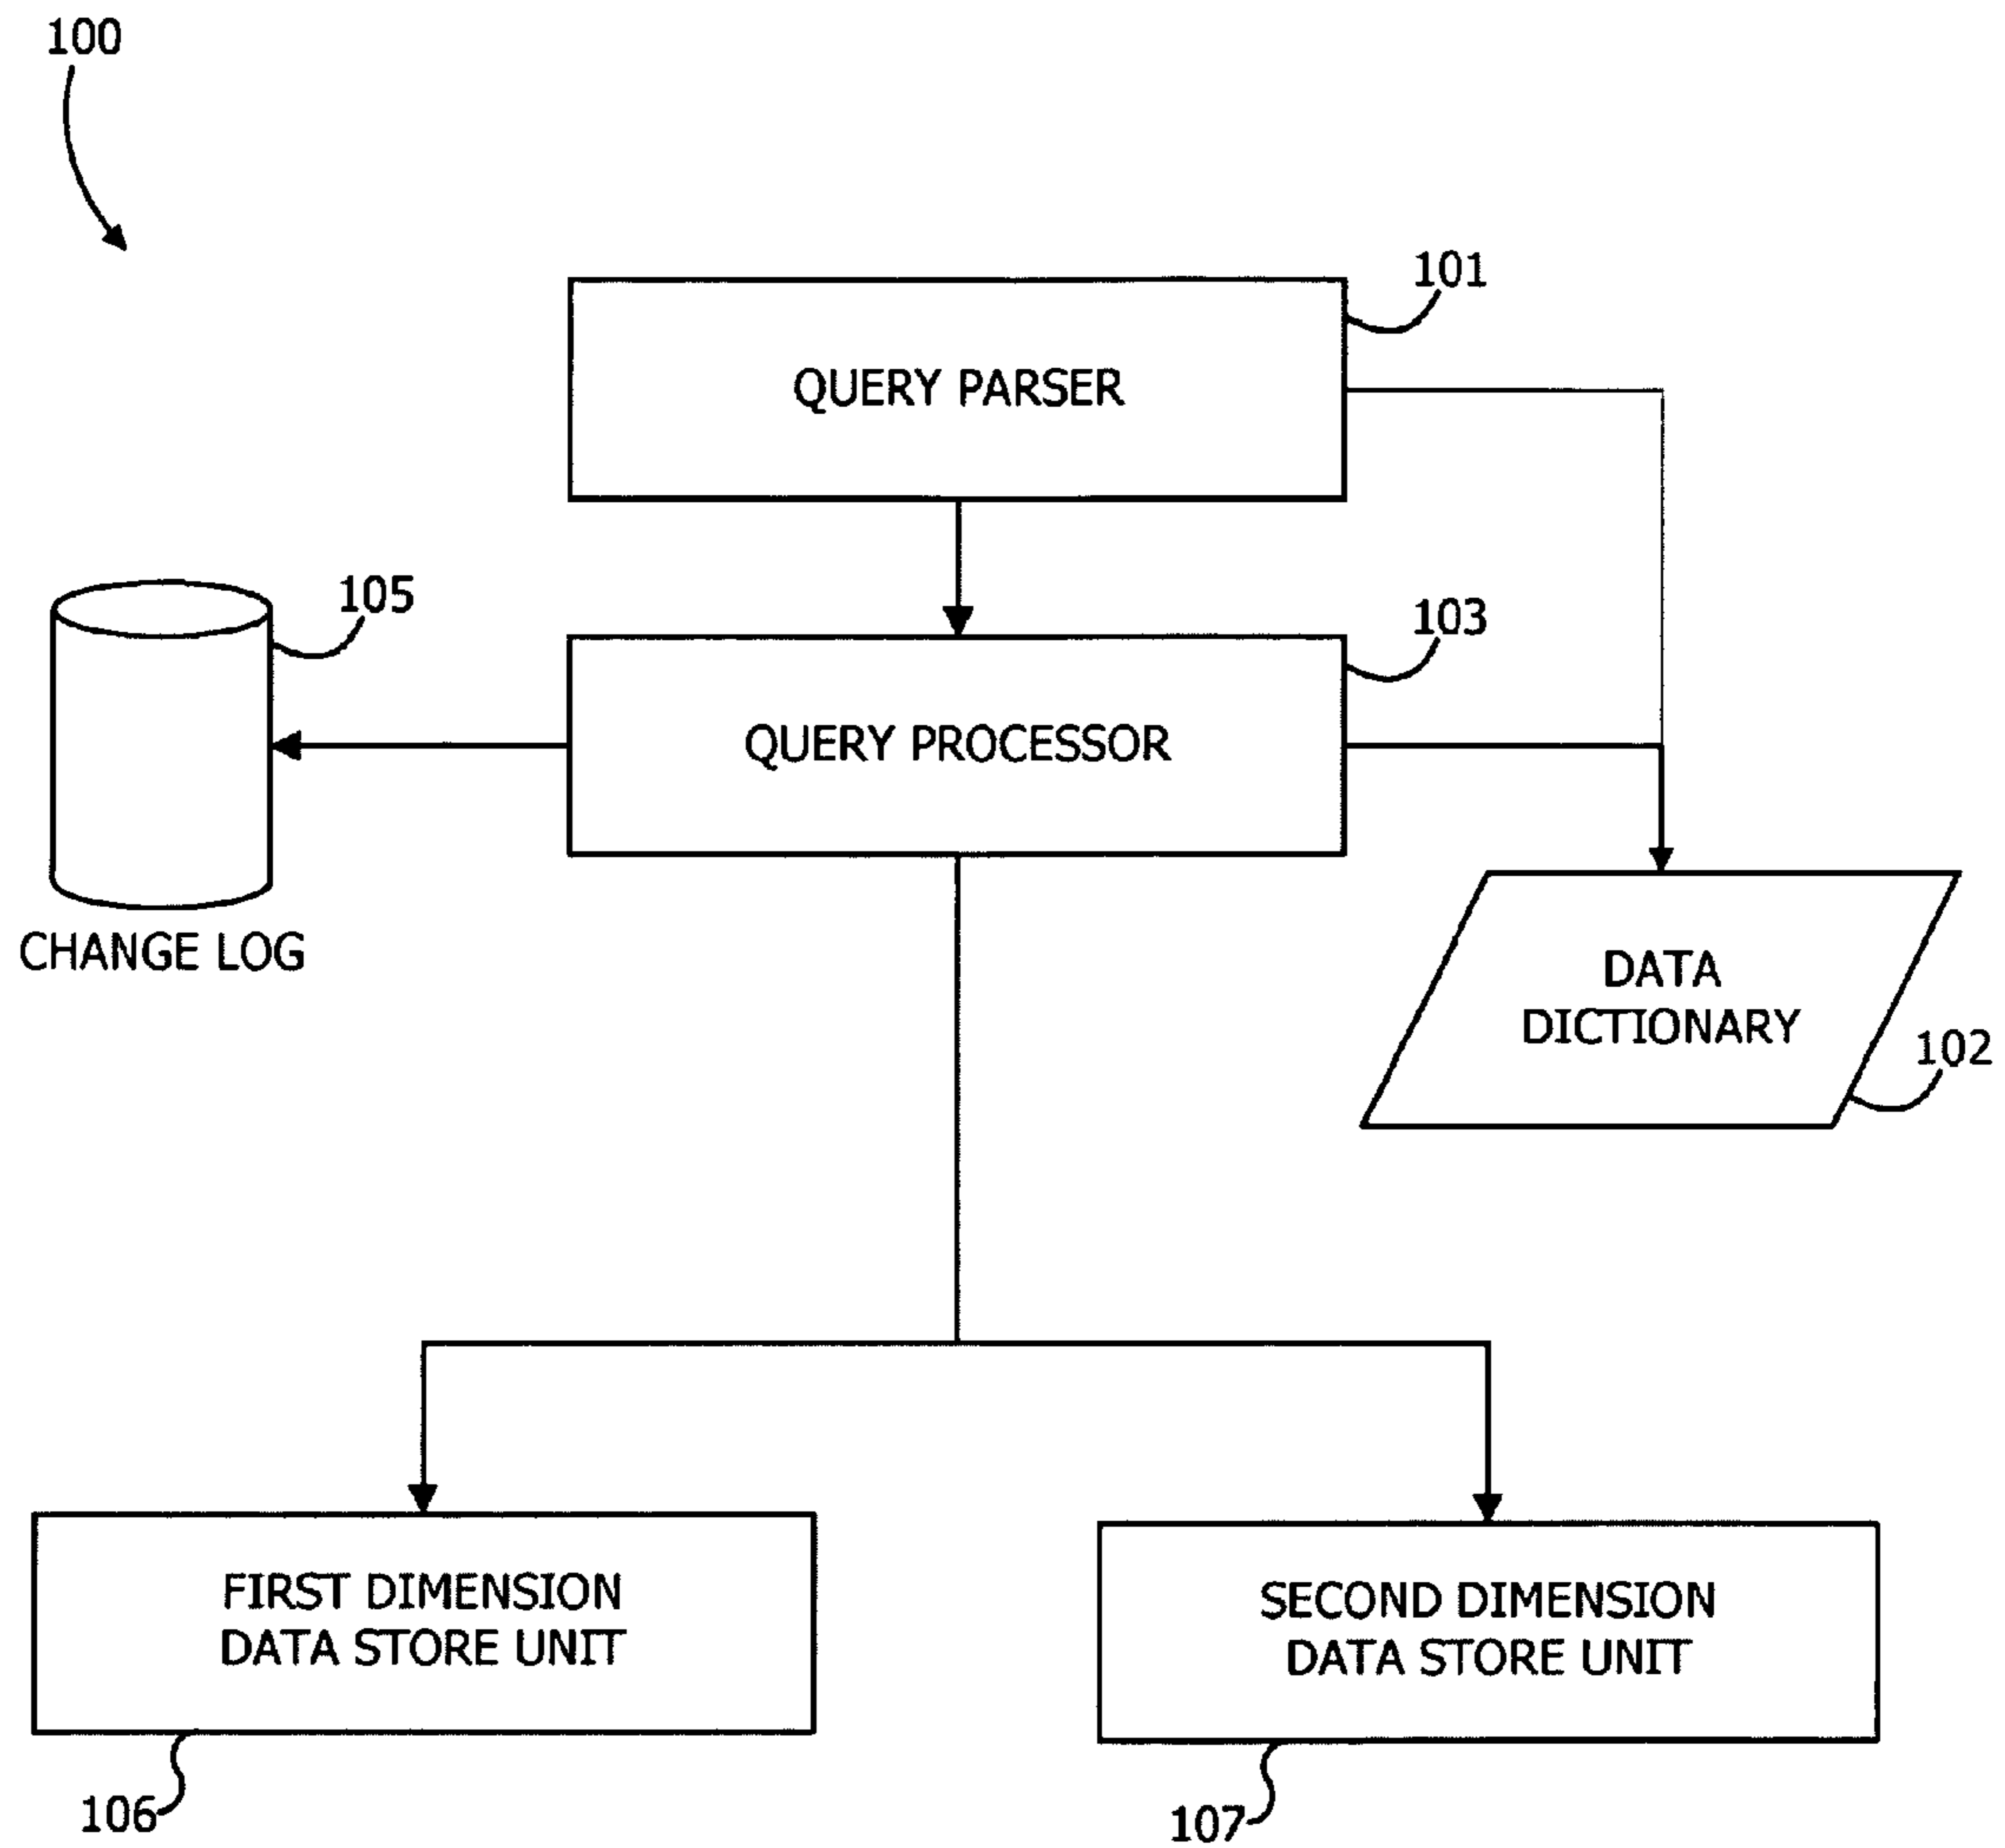 100
101
QUERY PARSER
105
103
QUERY PROCESSOR
CHANGE LOG
DATA
DICTIONARY
102
FIRST DIMENSION
DATA STORE UNIT
SECOND DIMENSION
DATA STORE UNIT
106
107